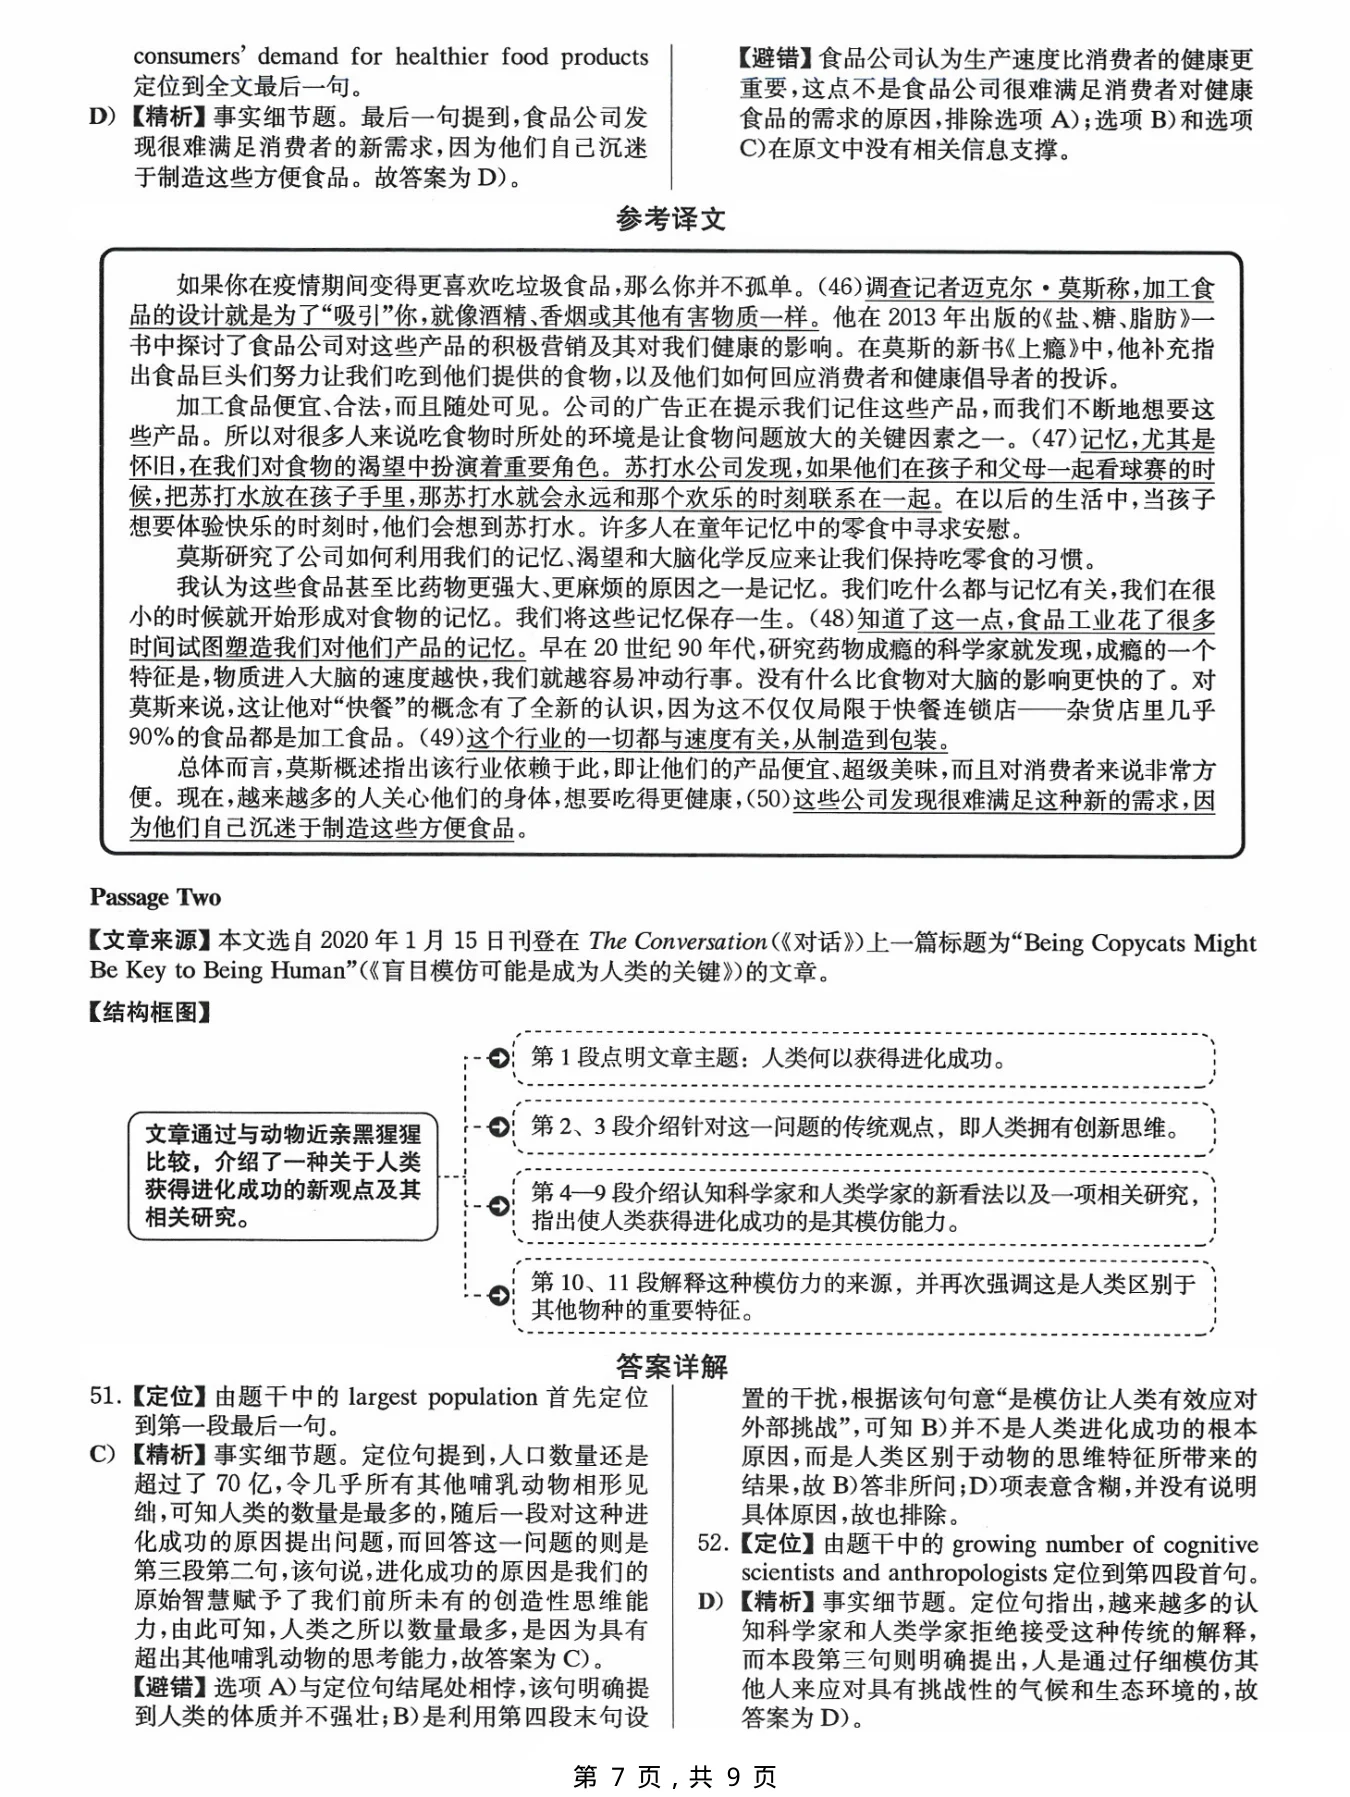 consumers’ demand for healthier food products
定位到全文最后一句。
D)【精析】事实细节题。最后一句提到,食品公司发
现很难满足消费者的新需求,因为他们自己沉迷
于制造这些方便食品。故答案为 D)。
【避错】食品公司认为生产速度比消费者的健康更
重要,这点不是食品公司很难满足消费者对健康
食品的需求的原因,排除选项 A);选项 B)和选项
C)在原文中没有相关信息支撑。
参考译文
如果你在疫情期间变得更喜欢吃垃圾食品,那么你并不孤单。(46)调查记者迈克尔·莫斯称,加工食
品的设计就是为了“吸引”你,就像酒精、香烟或其他有害物质一样。他在 2013 年出版的《盐、糖、脂肪》一
书中探讨了食品公司对这些产品的积极营销及其对我们健康的影响。在莫斯的新书《上瘾》中,他补充指
出食品巨头们努力让我们吃到他们提供的食物,以及他们如何回应消费者和健康倡导者的投诉。
加工食品便宜、合法,而且随处可见。公司的广告正在提示我们记住这些产品,而我们不断地想要这
些产品。所以对很多人来说吃食物时所处的环境是让食物问题放大的关键因素之一。(47)记忆,尤其是
怀旧,在我们对食物的渴望中扮演着重要角色。苏打水公司发现,如果他们在孩子和父母一起看球赛的时
候,把苏打水放在孩子手里,那苏打水就会永远和那个欢乐的时刻联系在一起。在以后的生活中,当孩子
想要体验快乐的时刻时,他们会想到苏打水。许多人在童年记忆中的零食中寻求安慰。
莫斯研究了公司如何利用我们的记忆、渴望和大脑化学反应来让我们保持吃零食的习惯。
我认为这些食品甚至比药物更强大、更麻烦的原因之一是记忆。我们吃什么都与记忆有关,我们在很
小的时候就开始形成对食物的记忆。我们将这些记忆保存一生。(48)知道了这一点,食品工业花了很多
时间试图塑造我们对他们产品的记忆。早在 20 世纪 90 年代,研究药物成瘾的科学家就发现,成瘾的一个
特征是,物质进入大脑的速度越快,我们就越容易冲动行事。没有什么比食物对大脑的影响更快的了。对
莫斯来说,这让他对“快餐”的概念有了全新的认识,因为这不仅仅局限于快餐连锁店——杂货店里几乎
90%的食品都是加工食品。(49)这个行业的一切都与速度有关,从制造到包装。
总体而言,莫斯概述指出该行业依赖于此,即让他们的产品便宜、超级美味,而且对消费者来说非常方
便。现在,越来越多的人关心他们的身体,想要吃得更健康,(50)这些公司发现很难满足这种新的需求,因
为他们自己沉迷于制造这些方便食品。
Passage Two
【文章来源】本文选自 2020 年 1 月 15 日刊登在 The Conversation(《对话》)上一篇标题为“Being Copycats Might
Be Key to Being Human”(《盲目模仿可能是成为人类的关键》)的文章。
【结构框图】
文章通过与动物近亲黑猩猩
比较，介绍了一种关于人类
获得进化成功的新观点及其
相关研究。
第 1 段点明文章主题：人类何以获得进化成功。
第 2、3 段介绍针对这一问题的传统观点，即人类拥有创新思维。
第 4—9 段介绍认知科学家和人类学家的新看法以及一项相关研究，
指出使人类获得进化成功的是其模仿能力。
第 10、11 段解释这种模仿力的来源，并再次强调这是人类区别于
其他物种的重要特征。
答案详解
51.【定位】由题干中的 largest population 首先定位
到第一段最后一句。
C)【精析】事实细节题。定位句提到,人口数量还是
超过了 70 亿,令几乎所有其他哺乳动物相形见
绌,可知人类的数量是最多的,随后一段对这种进
化成功的原因提出问题,而回答这一问题的则是
第三段第二句,该句说,进化成功的原因是我们的
原始智慧赋予了我们前所未有的创造性思维能
力,由此可知,人类之所以数量最多,是因为具有
超出其他哺乳动物的思考能力,故答案为 C)。
【避错】选项 A)与定位句结尾处相悖,该句明确提
到人类的体质并不强壮;B)是利用第四段末句设
置的干扰,根据该句句意“是模仿让人类有效应对
外部挑战”,可知 B)并不是人类进化成功的根本
原因,而是人类区别于动物的思维特征所带来的
结果,故 B)答非所问;D)项表意含糊,并没有说明
具体原因,故也排除。
52.【定位】由题干中的 growing number of cognitive
scientists and anthropologists 定位到第四段首句。
D)【精析】事实细节题。定位句指出,越来越多的认
知科学家和人类学家拒绝接受这种传统的解释,
而本段第三句则明确提出,人是通过仔细模仿其
他人来应对具有挑战性的气候和生态环境的,故
答案为 D)。
第 7 页，共 9 页